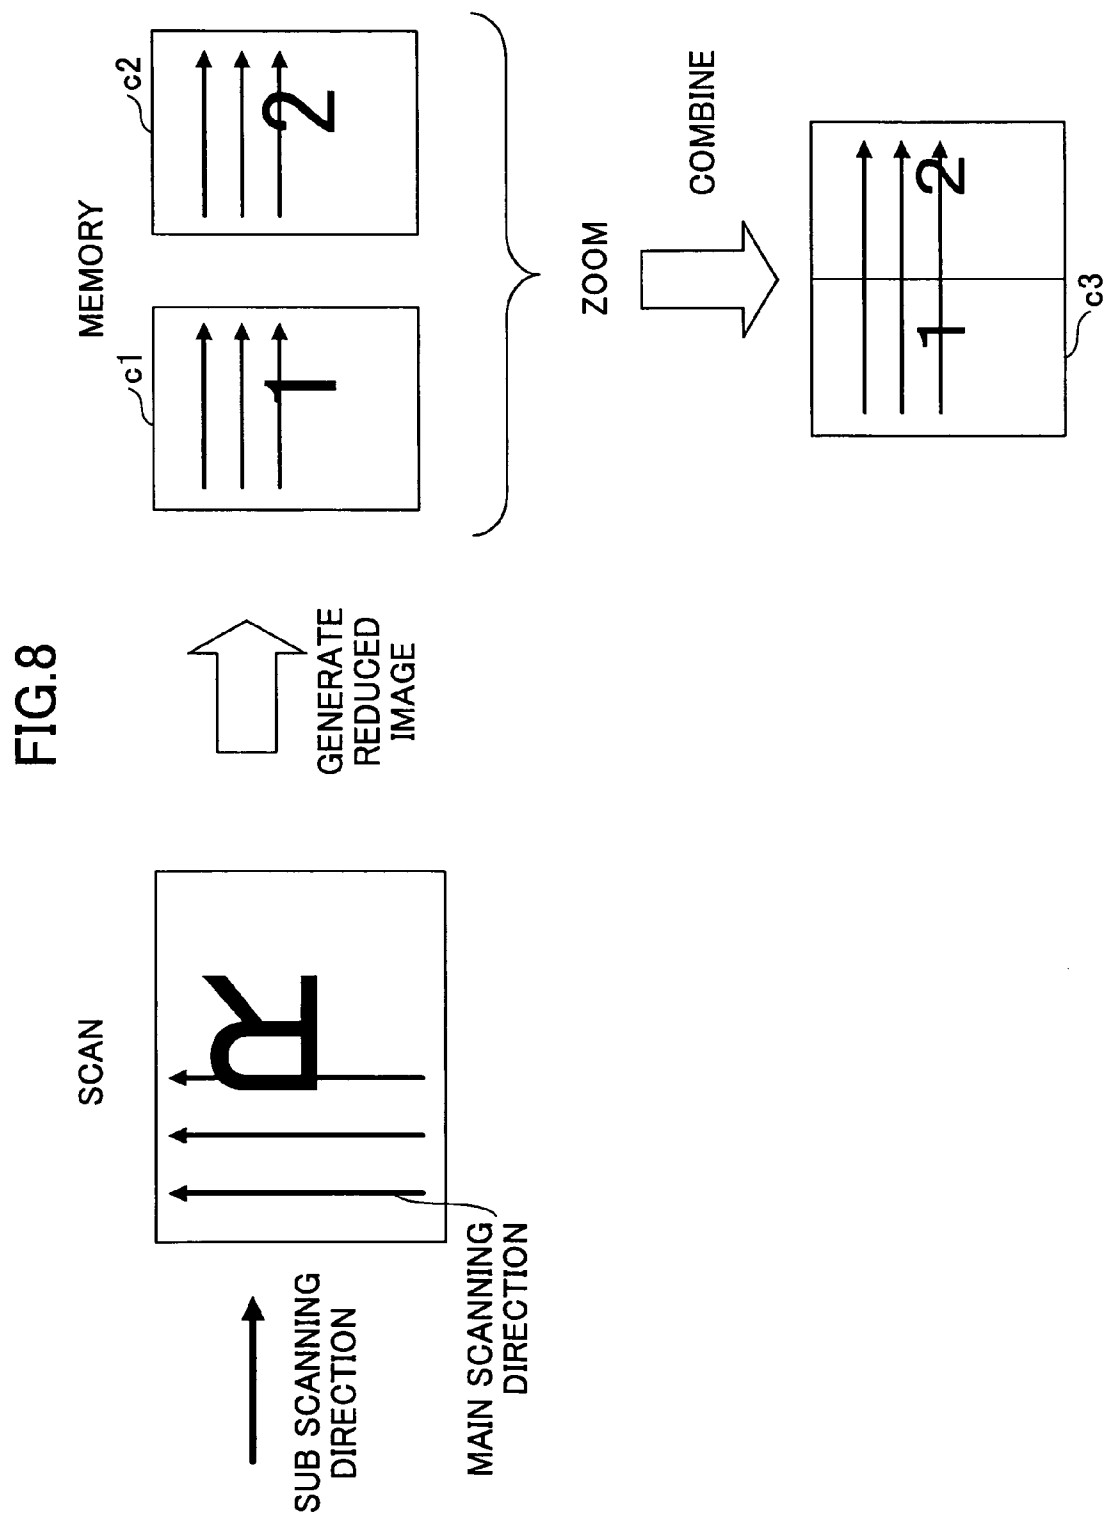 FIG.8
SCAN
R
SUB SCANNING
DIRECTION
MAIN SCANNING
DIRECTION
GENERATE
REDUCED
IMAGE
MEMORY
c1
1
c2
2
ZOOM
COMBINE
1
2
c3